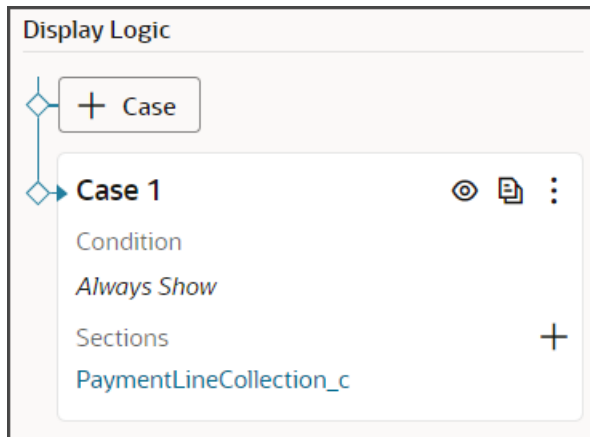 Display Logic
+ Case
Case 1
Condition
Always Show
Sections
PaymentLineCollection_c